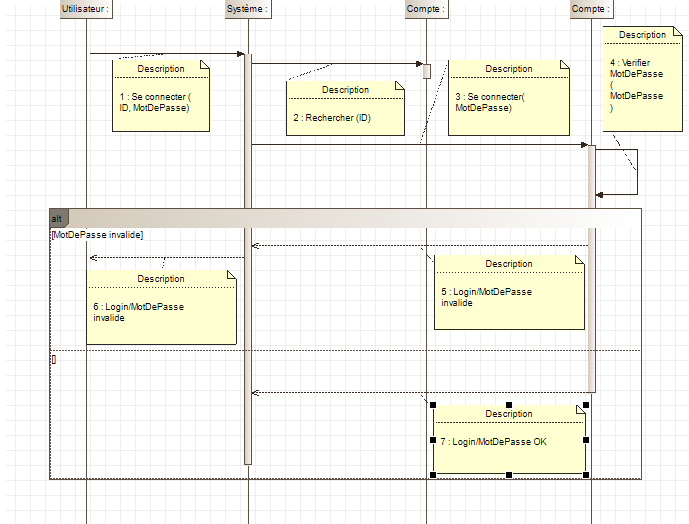 Utilisateur :
Système :
Compte :
Compte :
Description
1 : Se connecter (
ID, MotDePasse)
Description
2 : Rechercher (ID)
Description
3 : Se connecter(
MotDePasse)
Description
4 : Verifier
MotDePasse
(
MotDePasse
)
alt
[MotDePasse invalide]
Description
5 : Login/MotDePasse
invalide
Description
6 : Login/MotDePasse
invalide
[]
Description
7 : Login/MotDePasse OK